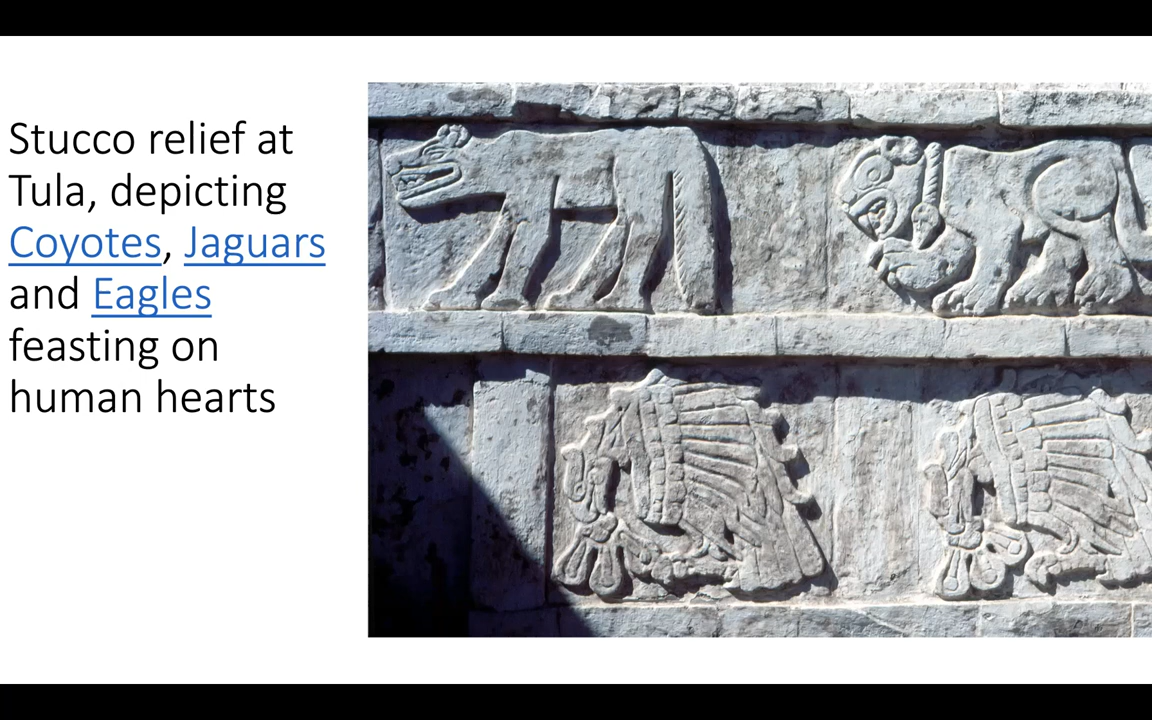 Stucco relief at
Tula, depicting
Coyotes, Jaguars
and Eagles
feasting on
human hearts